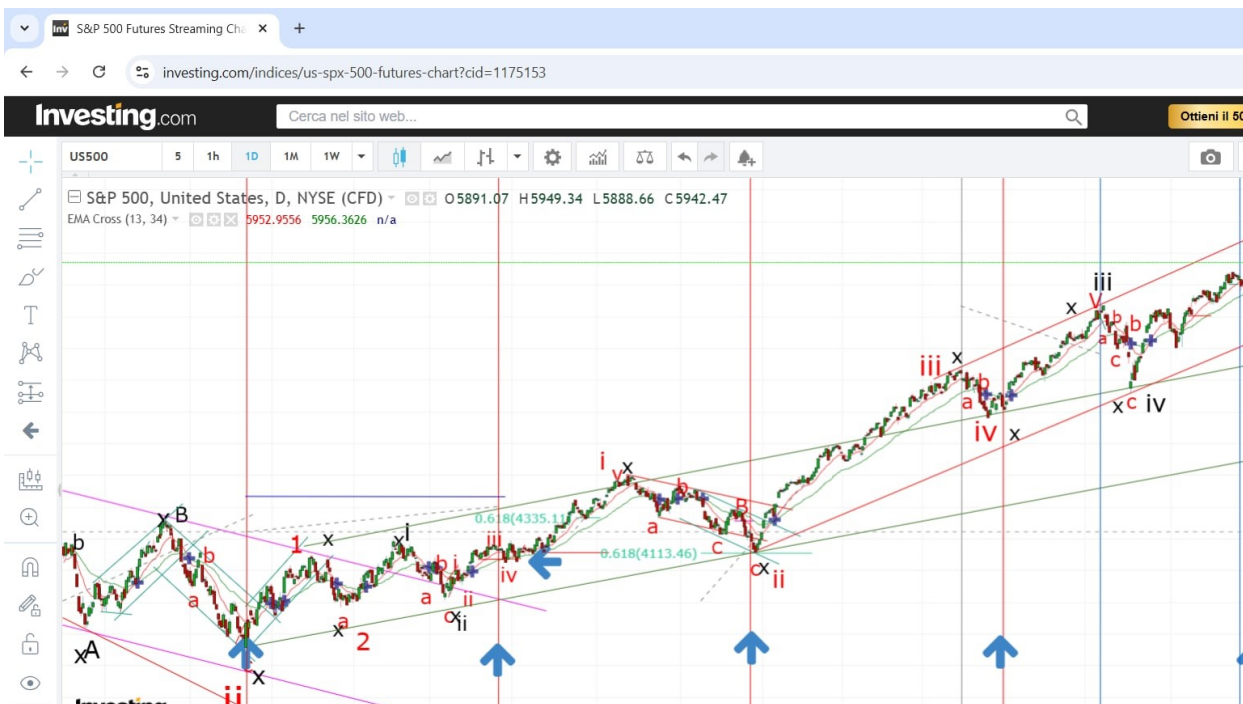 S&P 500 Futures Streaming Cha
investing.com/indices/us-spx-500-futures-chart?cid=1175153
Investing.com
Cerca nel sito web...
Ottieni il 50
US500 5 1h 1D 1M 1W
S&P 500, United States, D, NYSE (CFD) O5891.07 H5949.34 L5888.66 C5942.47
EMA Cross (13, 34) 5952.9556 5956.3626 n/a
iii
x v
b b
a
c
x c iv
iii x
b
a
iv x
i v x
b
a
B
c
0.618(4335.11)
0.618(4113.46)
c x ii
b
x B
b
a
x A
1 x
x i
iii
b i
iv
a ii
c x ii
x a 2
x
ii